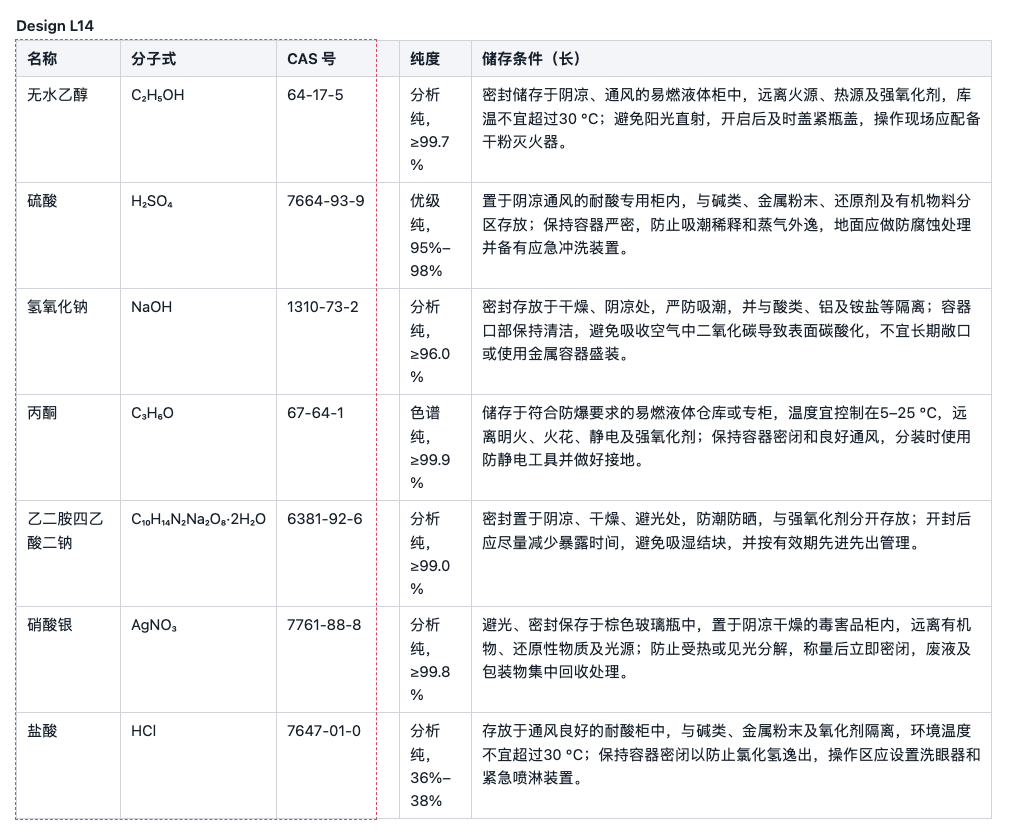 Design L14
名称 分子式 CAS 号 纯度 储存条件（长）
无水乙醇 C₂H₅OH 64-17-5 分析 密封储存于阴凉、通风的易燃液体柜中，远离火源、热源及强氧化剂，库
纯， 温不宜超过30 °C；避免阳光直射，开启后及时盖紧瓶盖，操作现场应配备
≥99.7 干粉灭火器。
%
硫酸 H₂SO₄ 7664-93-9 优级 置于阴凉通风的耐酸专用柜内，与碱类、金属粉末、还原剂及有机物料分
纯， 区存放；保持容器严密，防止吸潮稀释和蒸气外逸，地面应做防腐蚀处理
95%– 并备有应急冲洗装置。
98%
氢氧化钠 NaOH 1310-73-2 分析 密封存放于干燥、阴凉处，严防吸潮，并与酸类、铝及铵盐等隔离；容器
纯， 口部保持清洁，避免吸收空气中二氧化碳导致表面碳酸化，不宜长期敞口
≥96.0 或使用金属容器盛装。
%
丙酮 C₃H₆O 67-64-1 色谱 储存于符合防爆要求的易燃液体仓库或专柜，温度宜控制在5–25 °C，远
纯， 离明火、火花、静电及强氧化剂；保持容器密闭和良好通风，分装时使用
≥99.9 防静电工具并做好接地。
%
乙二胺四乙 C₁₀H₁₄N₂Na₂O₈·2H₂O 6381-92-6 分析 密封置于阴凉、干燥、避光处，防潮防晒，与强氧化剂分开存放；开封后
酸二钠 纯， 应尽量减少暴露时间，避免吸湿结块，并按有效期先进先出管理。
≥99.0
%
硝酸银 AgNO₃ 7761-88-8 分析 避光、密封保存于棕色玻璃瓶中，置于阴凉干燥的毒害品柜内，远离有机
纯， 物、还原性物质及光源；防止受热或见光分解，称量后立即密闭，废液及
≥99.8 包装物集中回收处理。
%
盐酸 HCl 7647-01-0 分析 存放于通风良好的耐酸柜中，与碱类、金属粉末及氧化剂隔离，环境温度
纯， 不宜超过30 °C；保持容器密闭以防止氯化氢逸出，操作区应设置洗眼器和
36%– 紧急喷淋装置。
38%